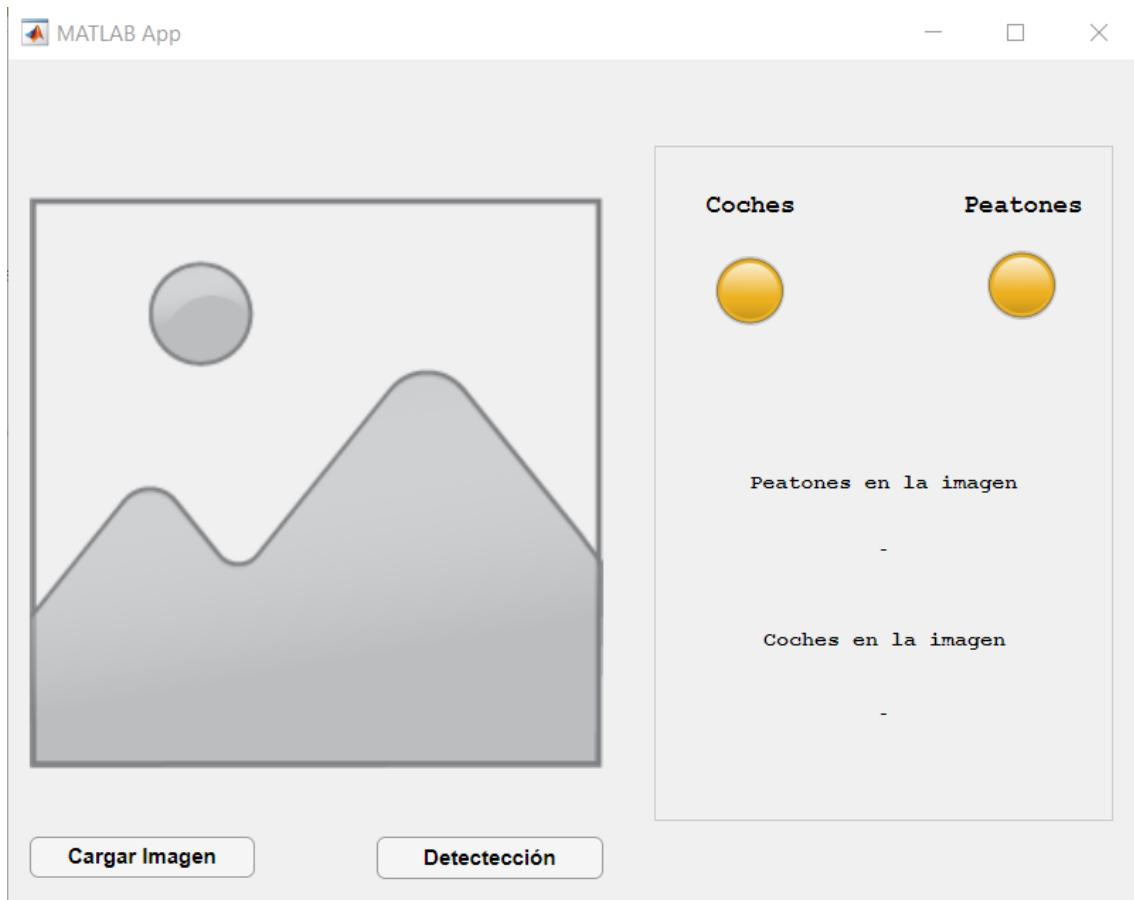 MATLAB App
Coches Peatones
Peatones en la imagen
-
Coches en la imagen
-
Cargar Imagen Detectección